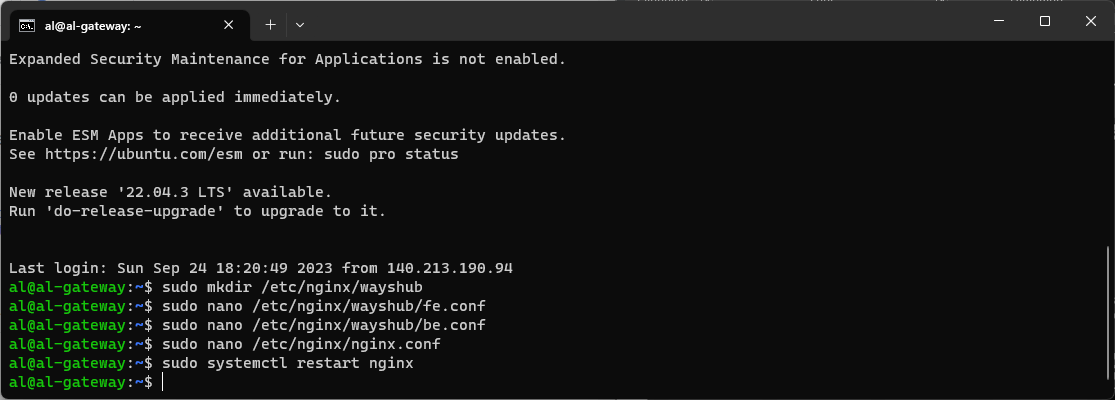 al@al-gateway: ~
Expanded Security Maintenance for Applications is not enabled.
0 updates can be applied immediately.
Enable ESM Apps to receive additional future security updates.
See https://ubuntu.com/esm or run: sudo pro status
New release '22.04.3 LTS' available.
Run 'do-release-upgrade' to upgrade to it.
Last login: Sun Sep 24 18:20:49 2023 from 140.213.190.94
al@al-gateway:~$ sudo mkdir /etc/nginx/wayshub
al@al-gateway:~$ sudo nano /etc/nginx/wayshub/fe.conf
al@al-gateway:~$ sudo nano /etc/nginx/wayshub/be.conf
al@al-gateway:~$ sudo nano /etc/nginx/nginx.conf
al@al-gateway:~$ sudo systemctl restart nginx
al@al-gateway:~$